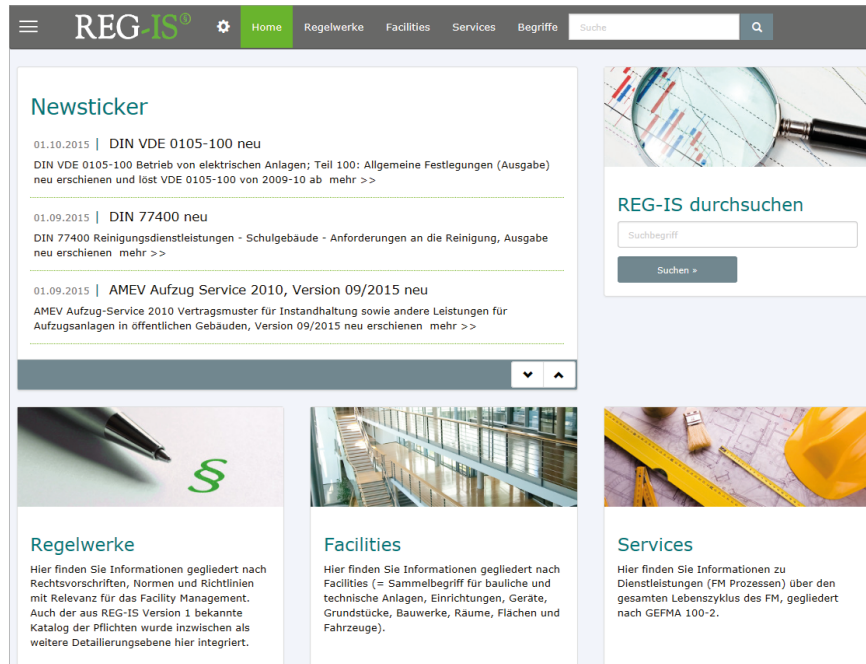 REG-IS®
Home Regelwerke Facilities Services Begriffe Suche
Newsticker
01.10.2015 | DIN VDE 0105-100 neu
DIN VDE 0105-100 Betrieb von elektrischen Anlagen; Teil 100: Allgemeine Festlegungen (Ausgabe)
neu erschienen und löst VDE 0105-100 von 2009-10 ab mehr >>
01.09.2015 | DIN 77400 neu
DIN 77400 Reinigungsdienstleistungen - Schulgebäude - Anforderungen an die Reinigung, Ausgabe
neu erschienen mehr >>
01.09.2015 | AMEV Aufzug Service 2010, Version 09/2015 neu
AMEV Aufzug-Service 2010 Vertragsmuster für Instandhaltung sowie andere Leistungen für
Aufzugsanlagen in öffentlichen Gebäuden, Version 09/2015 neu erschienen mehr >>
REG-IS durchsuchen
Suchbegriff
Suchen »
§
Regelwerke
Hier finden Sie Informationen gegliedert nach
Rechtsvorschriften, Normen und Richtlinien
mit Relevanz für das Facility Management.
Auch der aus REG-IS Version 1 bekannte
Katalog der Pflichten wurde inzwischen als
weitere Detailierungsebene hier integriert.
Facilities
Hier finden Sie Informationen gegliedert nach
Facilities (= Sammelbegriff für bauliche und
technische Anlagen, Einrichtungen, Geräte,
Grundstücke, Bauwerke, Räume, Flächen und
Fahrzeuge).
Services
Hier finden Sie Informationen zu
Dienstleistungen (FM Prozessen) über den
gesamten Lebenszyklus des FM, gegliedert
nach GEFMA 100-2.